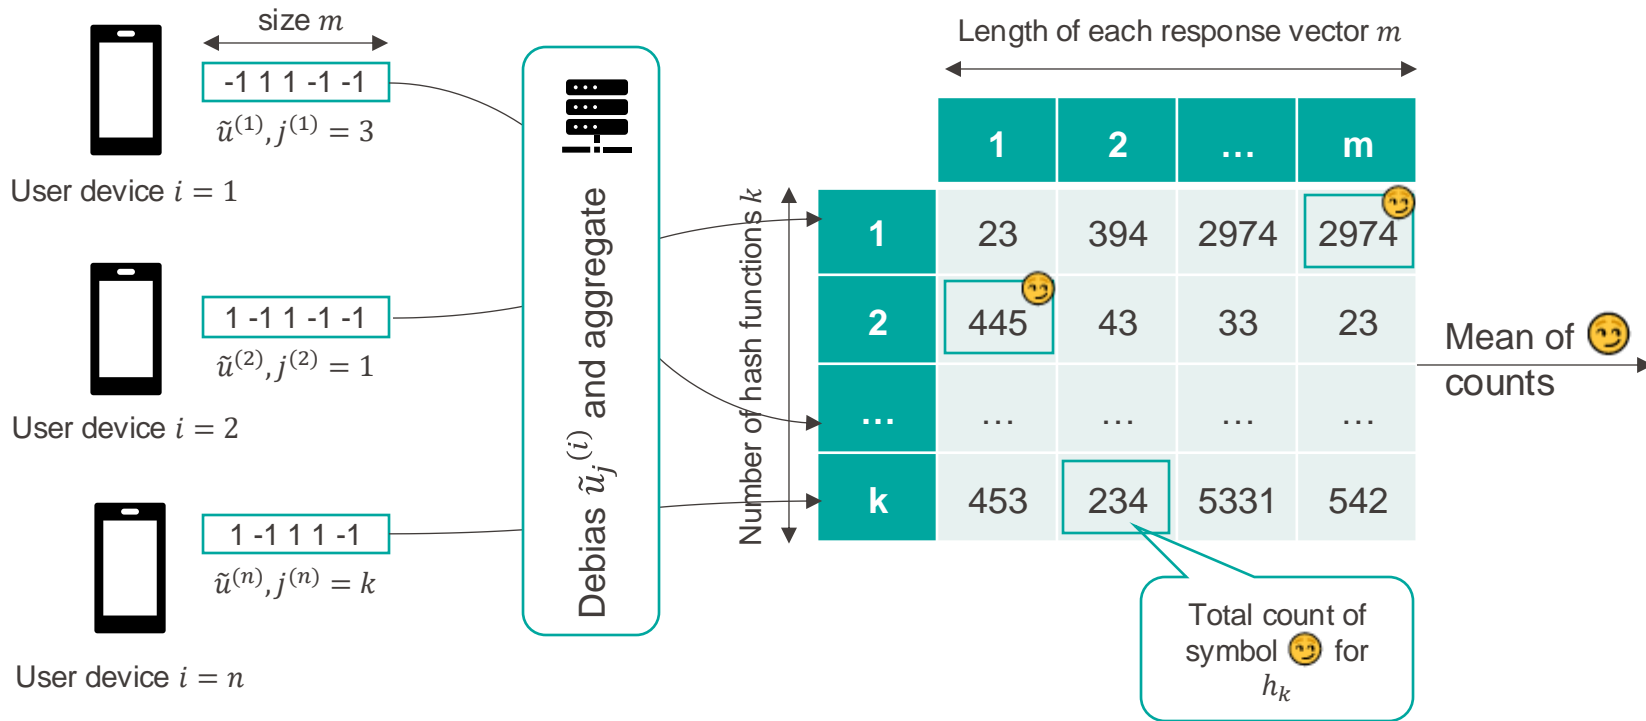 size m
-1 1 1 -1 -1
ũ⁽¹⁾, j⁽¹⁾ = 3
User device i = 1
1 -1 1 -1 -1
ũ⁽²⁾, j⁽²⁾ = 1
User device i = 2
1 -1 1 1 -1
ũ⁽ⁿ⁾, j⁽ⁿ⁾ = k
User device i = n
Debias ũⱼ⁽ⁱ⁾ and aggregate
Number of hash functions k
Length of each response vector m
1 2 ... m
1 23 394 2974 2974
2 445 43 33 23
... ... ... ... ...
k 453 234 5331 542
Total count of
symbol 😏 for
hₖ
Mean of 😏
counts